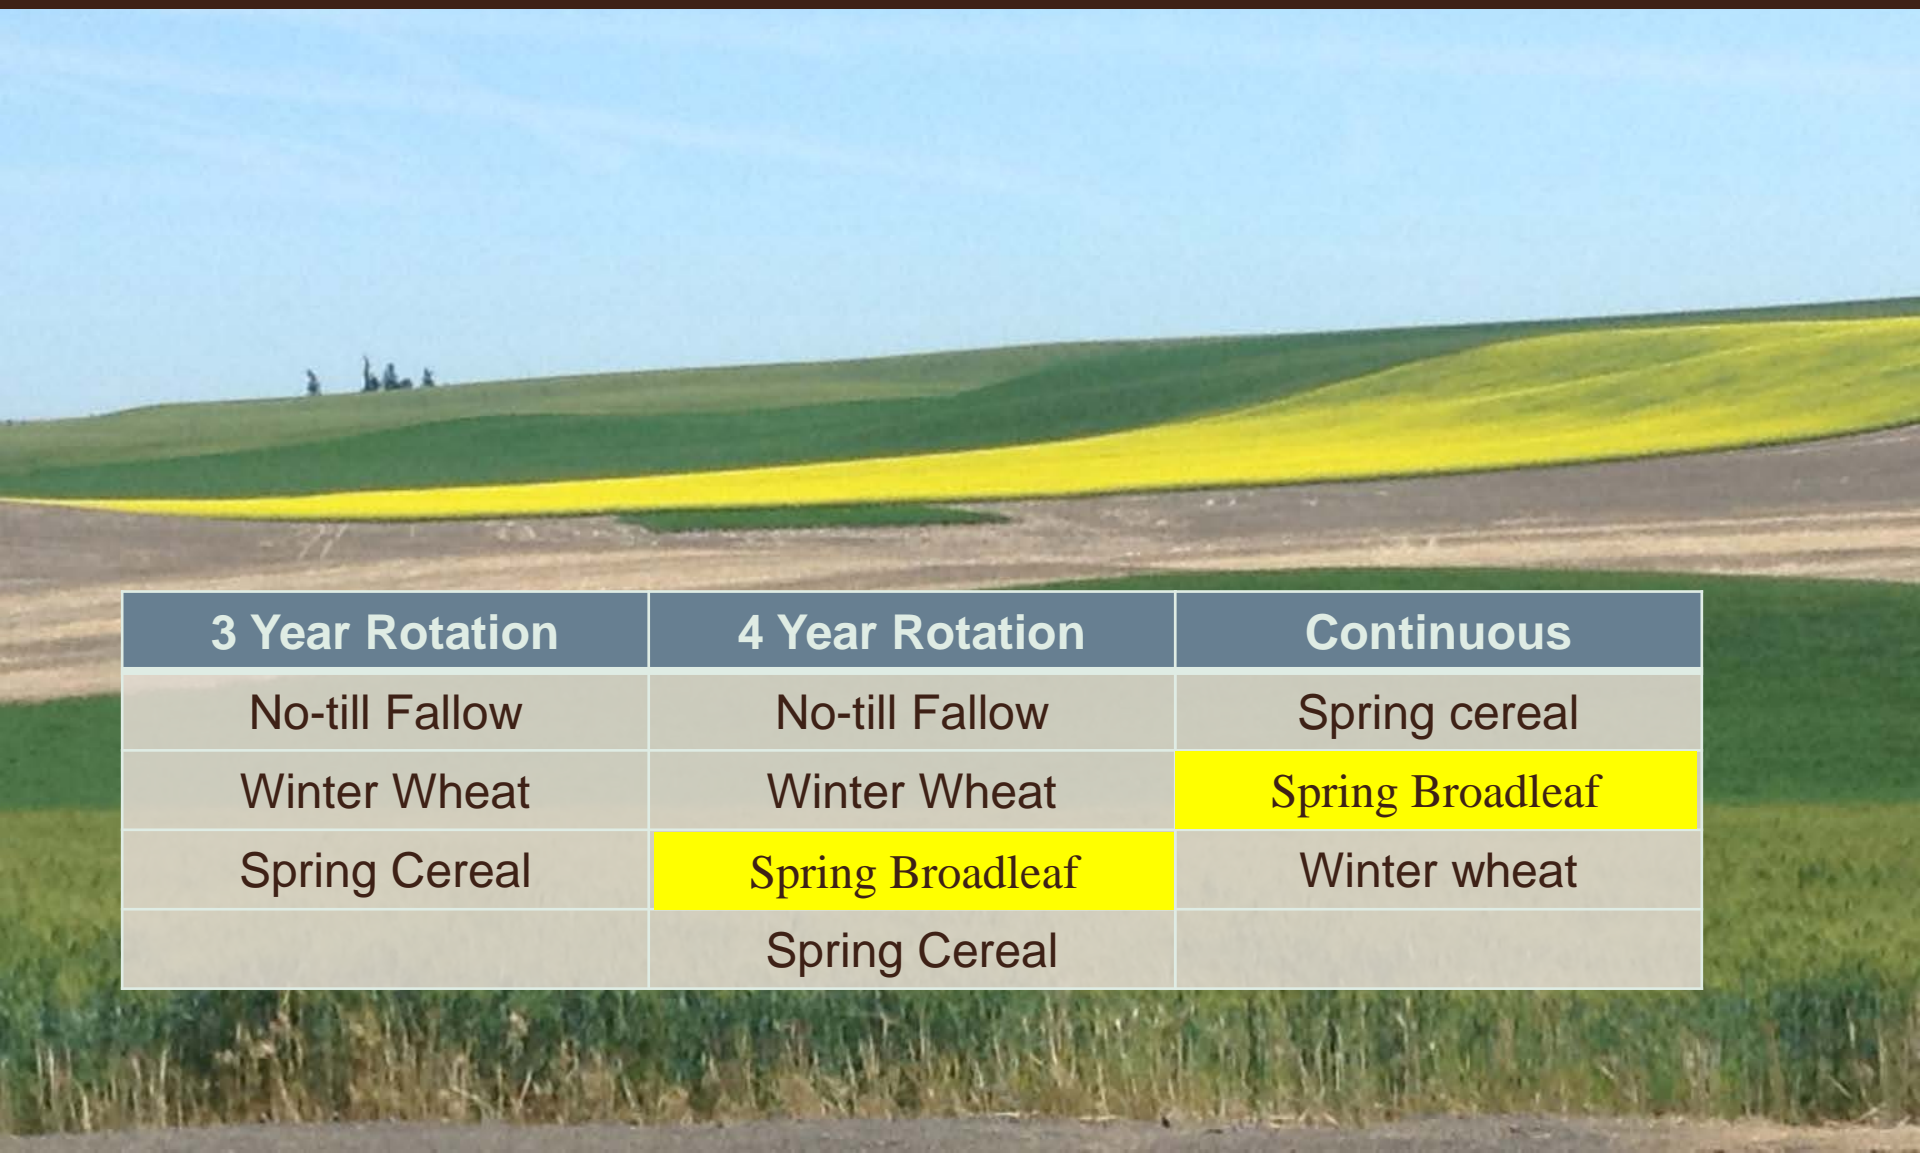 3 Year Rotation 4 Year Rotation Continuous
No-till Fallow No-till Fallow Spring cereal
Winter Wheat Winter Wheat Spring Broadleaf
Spring Cereal Spring Broadleaf Winter wheat
Spring Cereal